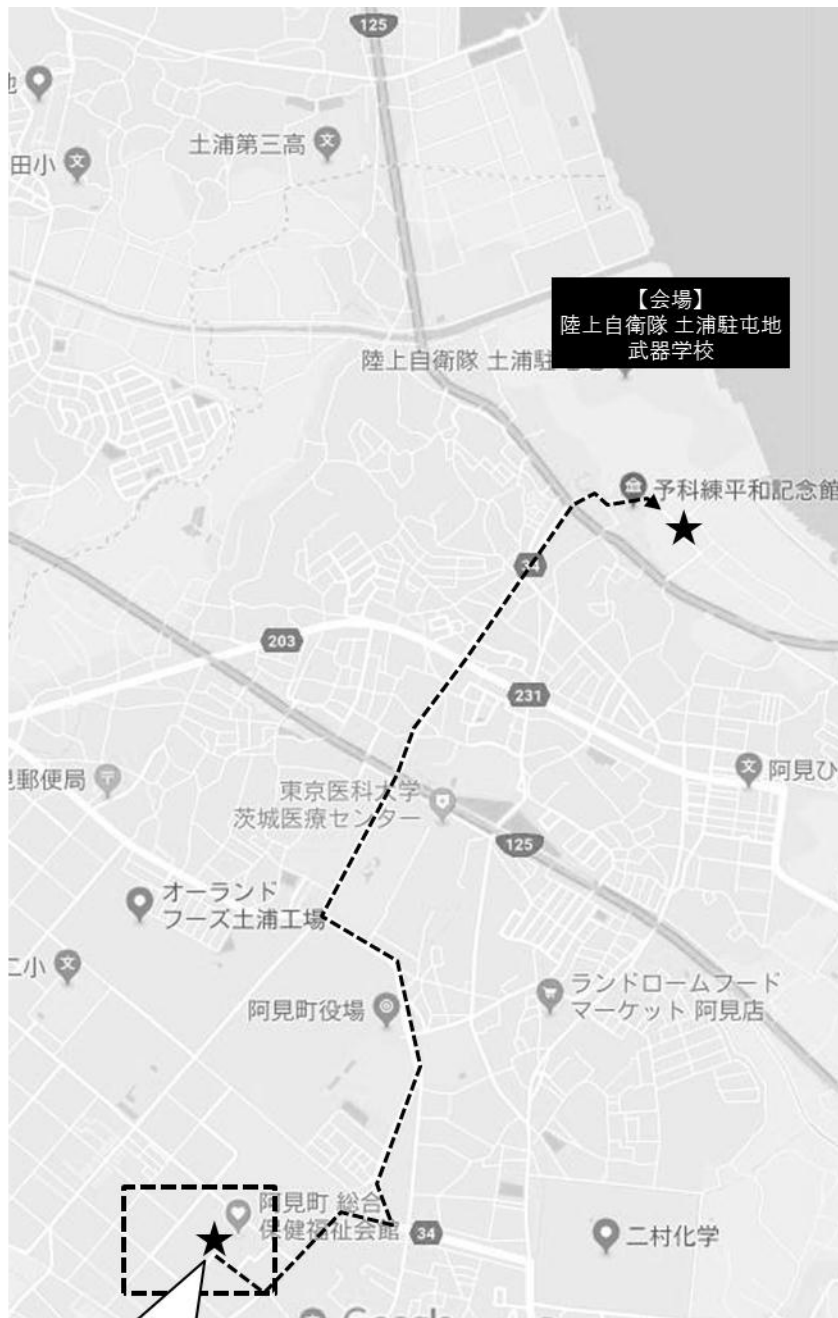 125
土浦第三高
田小
【会場】
陸上自衛隊 土浦駐屯地
武器学校
陸上自衛隊 土浦駐
予科練平和記念館
34
203
231
見郵便局
阿見ひ
東京医科大学
茨城医療センター
125
オーランド
フーズ土浦工場
二小
ランドロームフード
マーケット 阿見店
阿見町役場
阿見町 総合
保健福祉会館
34
二村化学